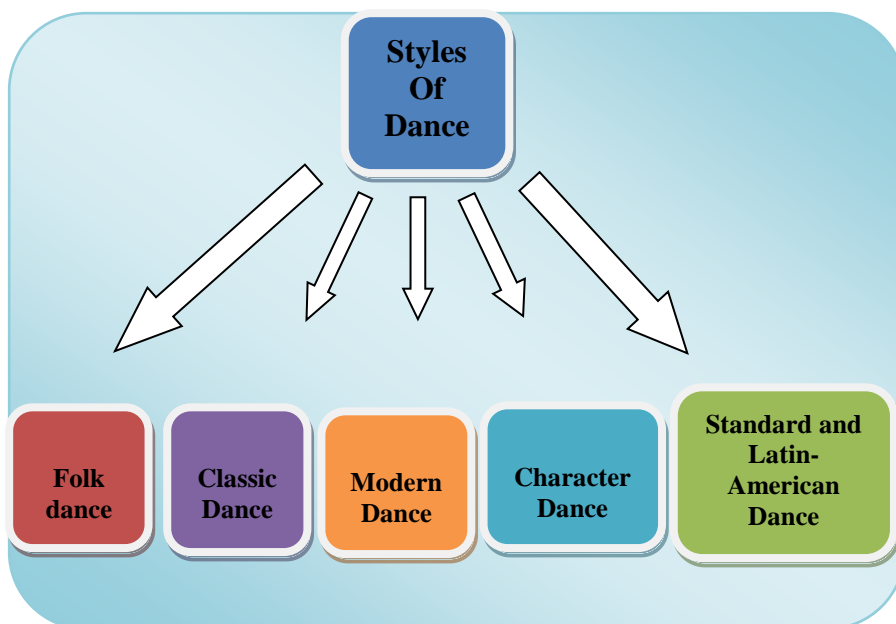 Styles
Of
Dance
Folk
dance
Classic
Dance
Modern
Dance
Character
Dance
Standard and
Latin-
American
Dance